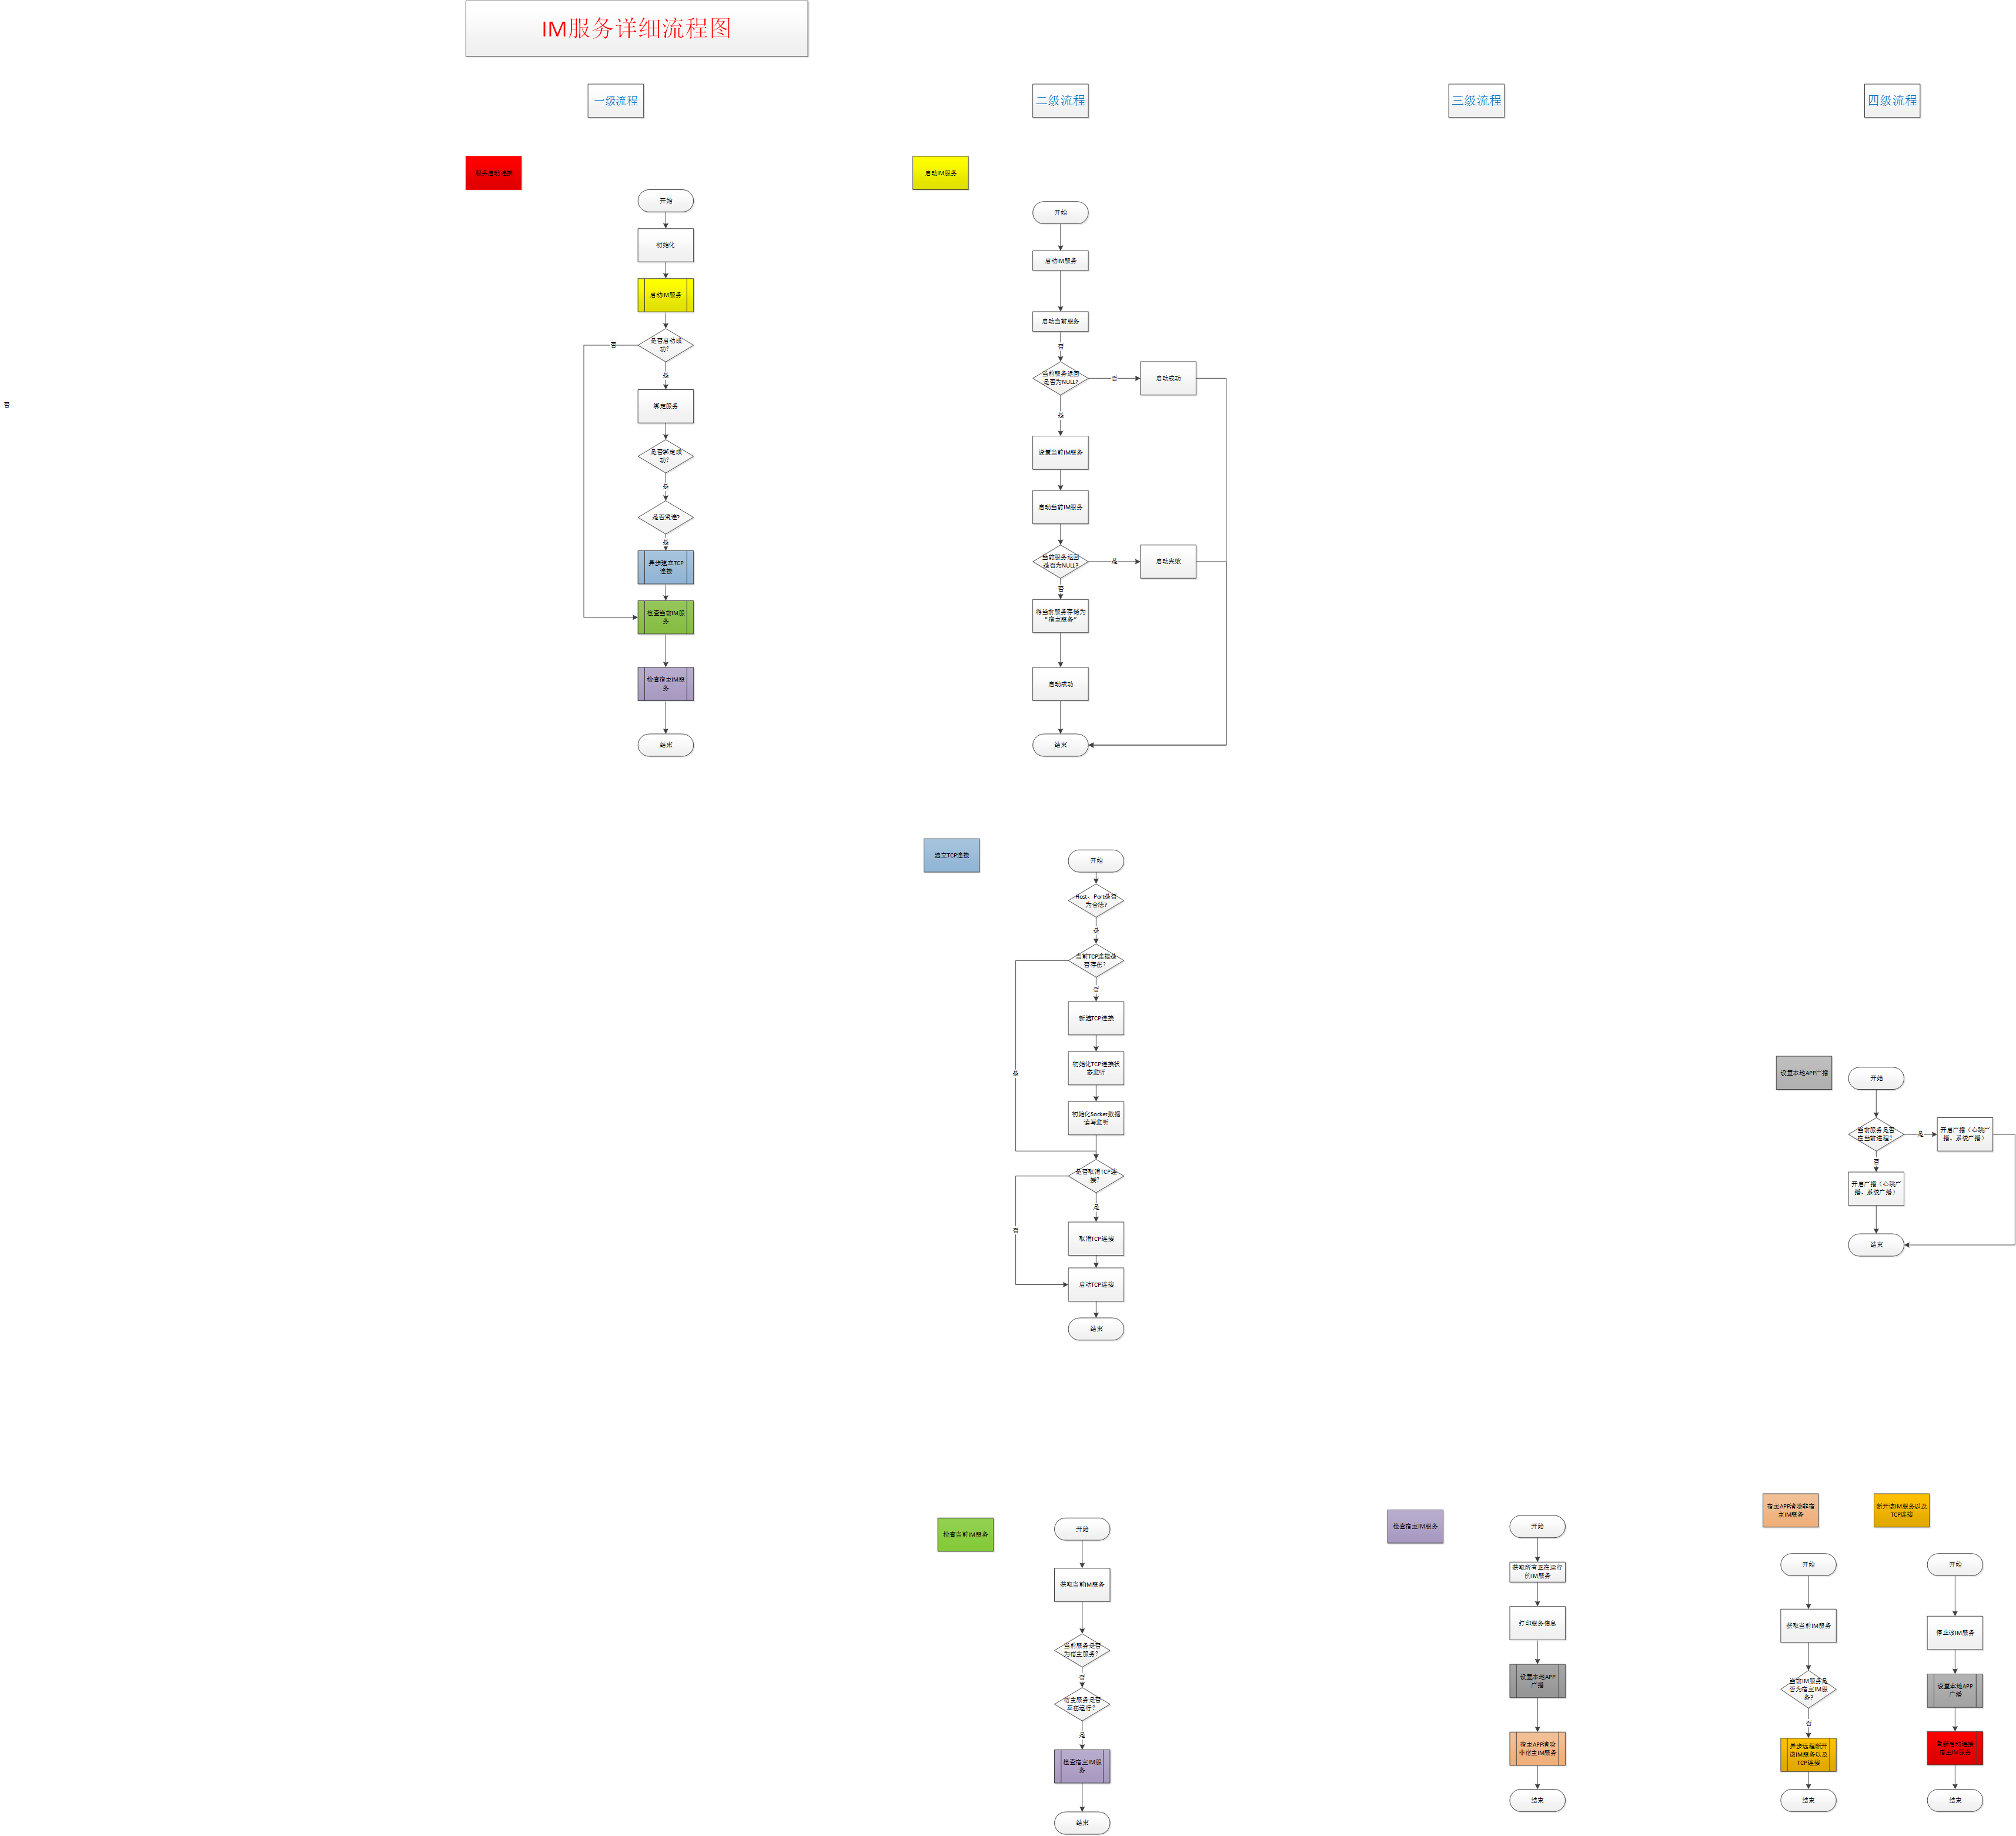 IM服务详细流程图
一级流程
二级流程
三级流程
四级流程
服务启动连接
开始
初始化
启动IM服务
是否启动成
功?
否
是
绑定服务
是否绑定成
功?
是
是否重连?
是
异步建立TCP
连接
检查当前IM服
务
检查宿主IM服
务
结束
否
启动IM服务
开始
启动IM服务
启动当前服务
否
当前服务返回
是否为NULL?
否
启动成功
是
设置当前IM服务
启动当前IM服务
当前服务返回
是否为NULL?
是
启动失败
否
将当前服务存储为
“宿主服务”
启动成功
结束
建立TCP连接
开始
Host、Port是否
为合法?
是
当前TCP连接是
否存在?
否
新建TCP连接
初始化TCP连接状
态监听
是
初始化Socket数据
读写监听
是否取消TCP连
接?
是
否
取消TCP连接
启动TCP连接
结束
设置本地APP广播
开始
当前服务是否
在当前进程?
是
开启广播（心跳广
播、系统广播）
否
开启广播（心跳广
播、系统广播）
结束
检查当前IM服务
开始
获取当前IM服务
当前服务是否
为宿主服务?
否
宿主服务是否
正在运行?
是
检查宿主IM服
务
结束
检查宿主IM服务
开始
获取所有正在运行
的IM服务
打印服务信息
设置本地APP
广播
宿主APP清除
非宿主IM服务
结束
宿主APP清除非宿
主IM服务
开始
获取当前IM服务
当前IM服务是
否为宿主IM服
务?
否
异步进程断开
该IM服务以及
TCP连接
结束
断开该IM服务以及
TCP连接
开始
停止该IM服务
设置本地APP
广播
重新启动连接
宿主IM服务
结束